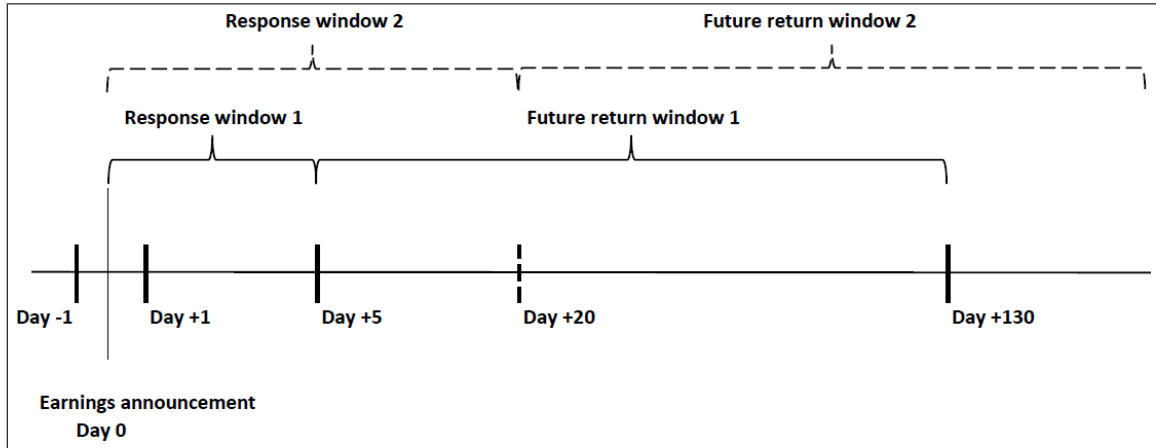 Response window 2
Future return window 2
Response window 1
Future return window 1
Day -1
Day +1
Day +5
Day +20
Day +130
Earnings announcement
Day 0